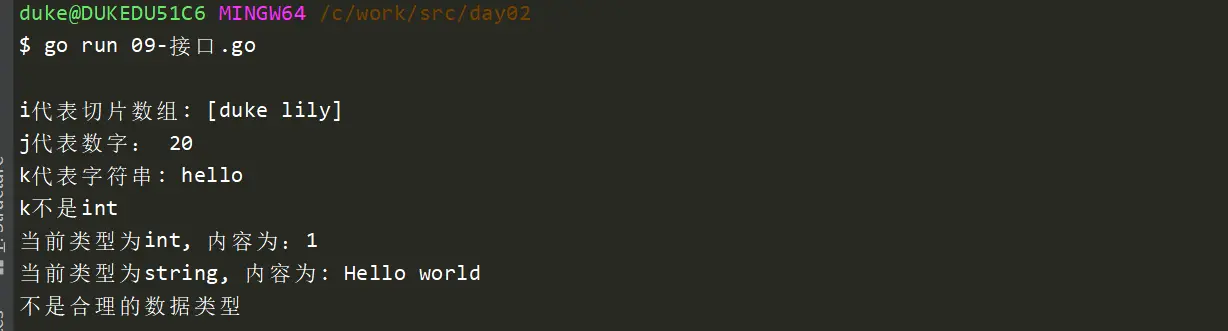 duke@DUKEDU51C6 MINGW64 /c/work/src/day02
$ go run 09-接口.go
i代表切片数组: [duke lily]
j代表数字： 20
k代表字符串: hello
k不是int
当前类型为int, 内容为: 1
当前类型为string, 内容为: Hello world
不是合理的数据类型
1: Structure